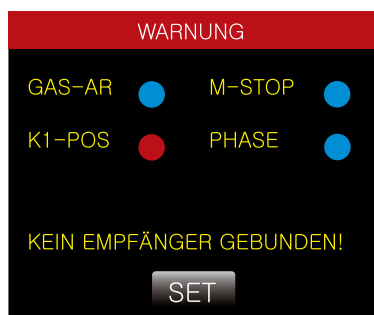 WARNUNG
GAS-AR M-STOP
K1-POS PHASE
KEIN EMPFÄNGER GEBUNDEN!
SET